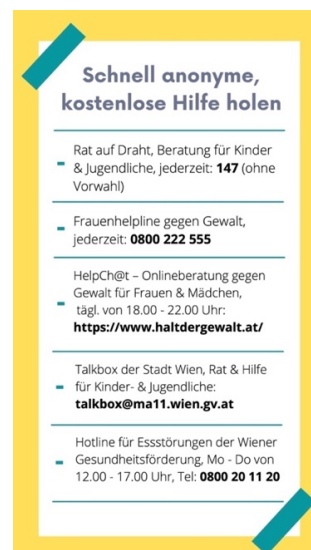 Schnell anonyme,
kostenlose Hilfe holen
- Rat auf Draht, Beratung für Kinder
& Jugendliche, jederzeit: 147 (ohne
Vorwahl)
- Frauenhelpline gegen Gewalt,
jederzeit: 0800 222 555
HelpCh@t – Onlineberatung gegen
Gewalt für Frauen & Mädchen,
- tägl. von 18.00 - 22.00 Uhr:
https://www.haltdergewalt.at/
Talkbox der Stadt Wien, Rat & Hilfe
- für Kinder- & Jugendliche:
talkbox@ma11.wien.gv.at
Hotline für Essstörungen der Wiener
- Gesundheitsförderung, Mo - Do von
12.00 - 17.00 Uhr, Tel: 0800 20 11 20